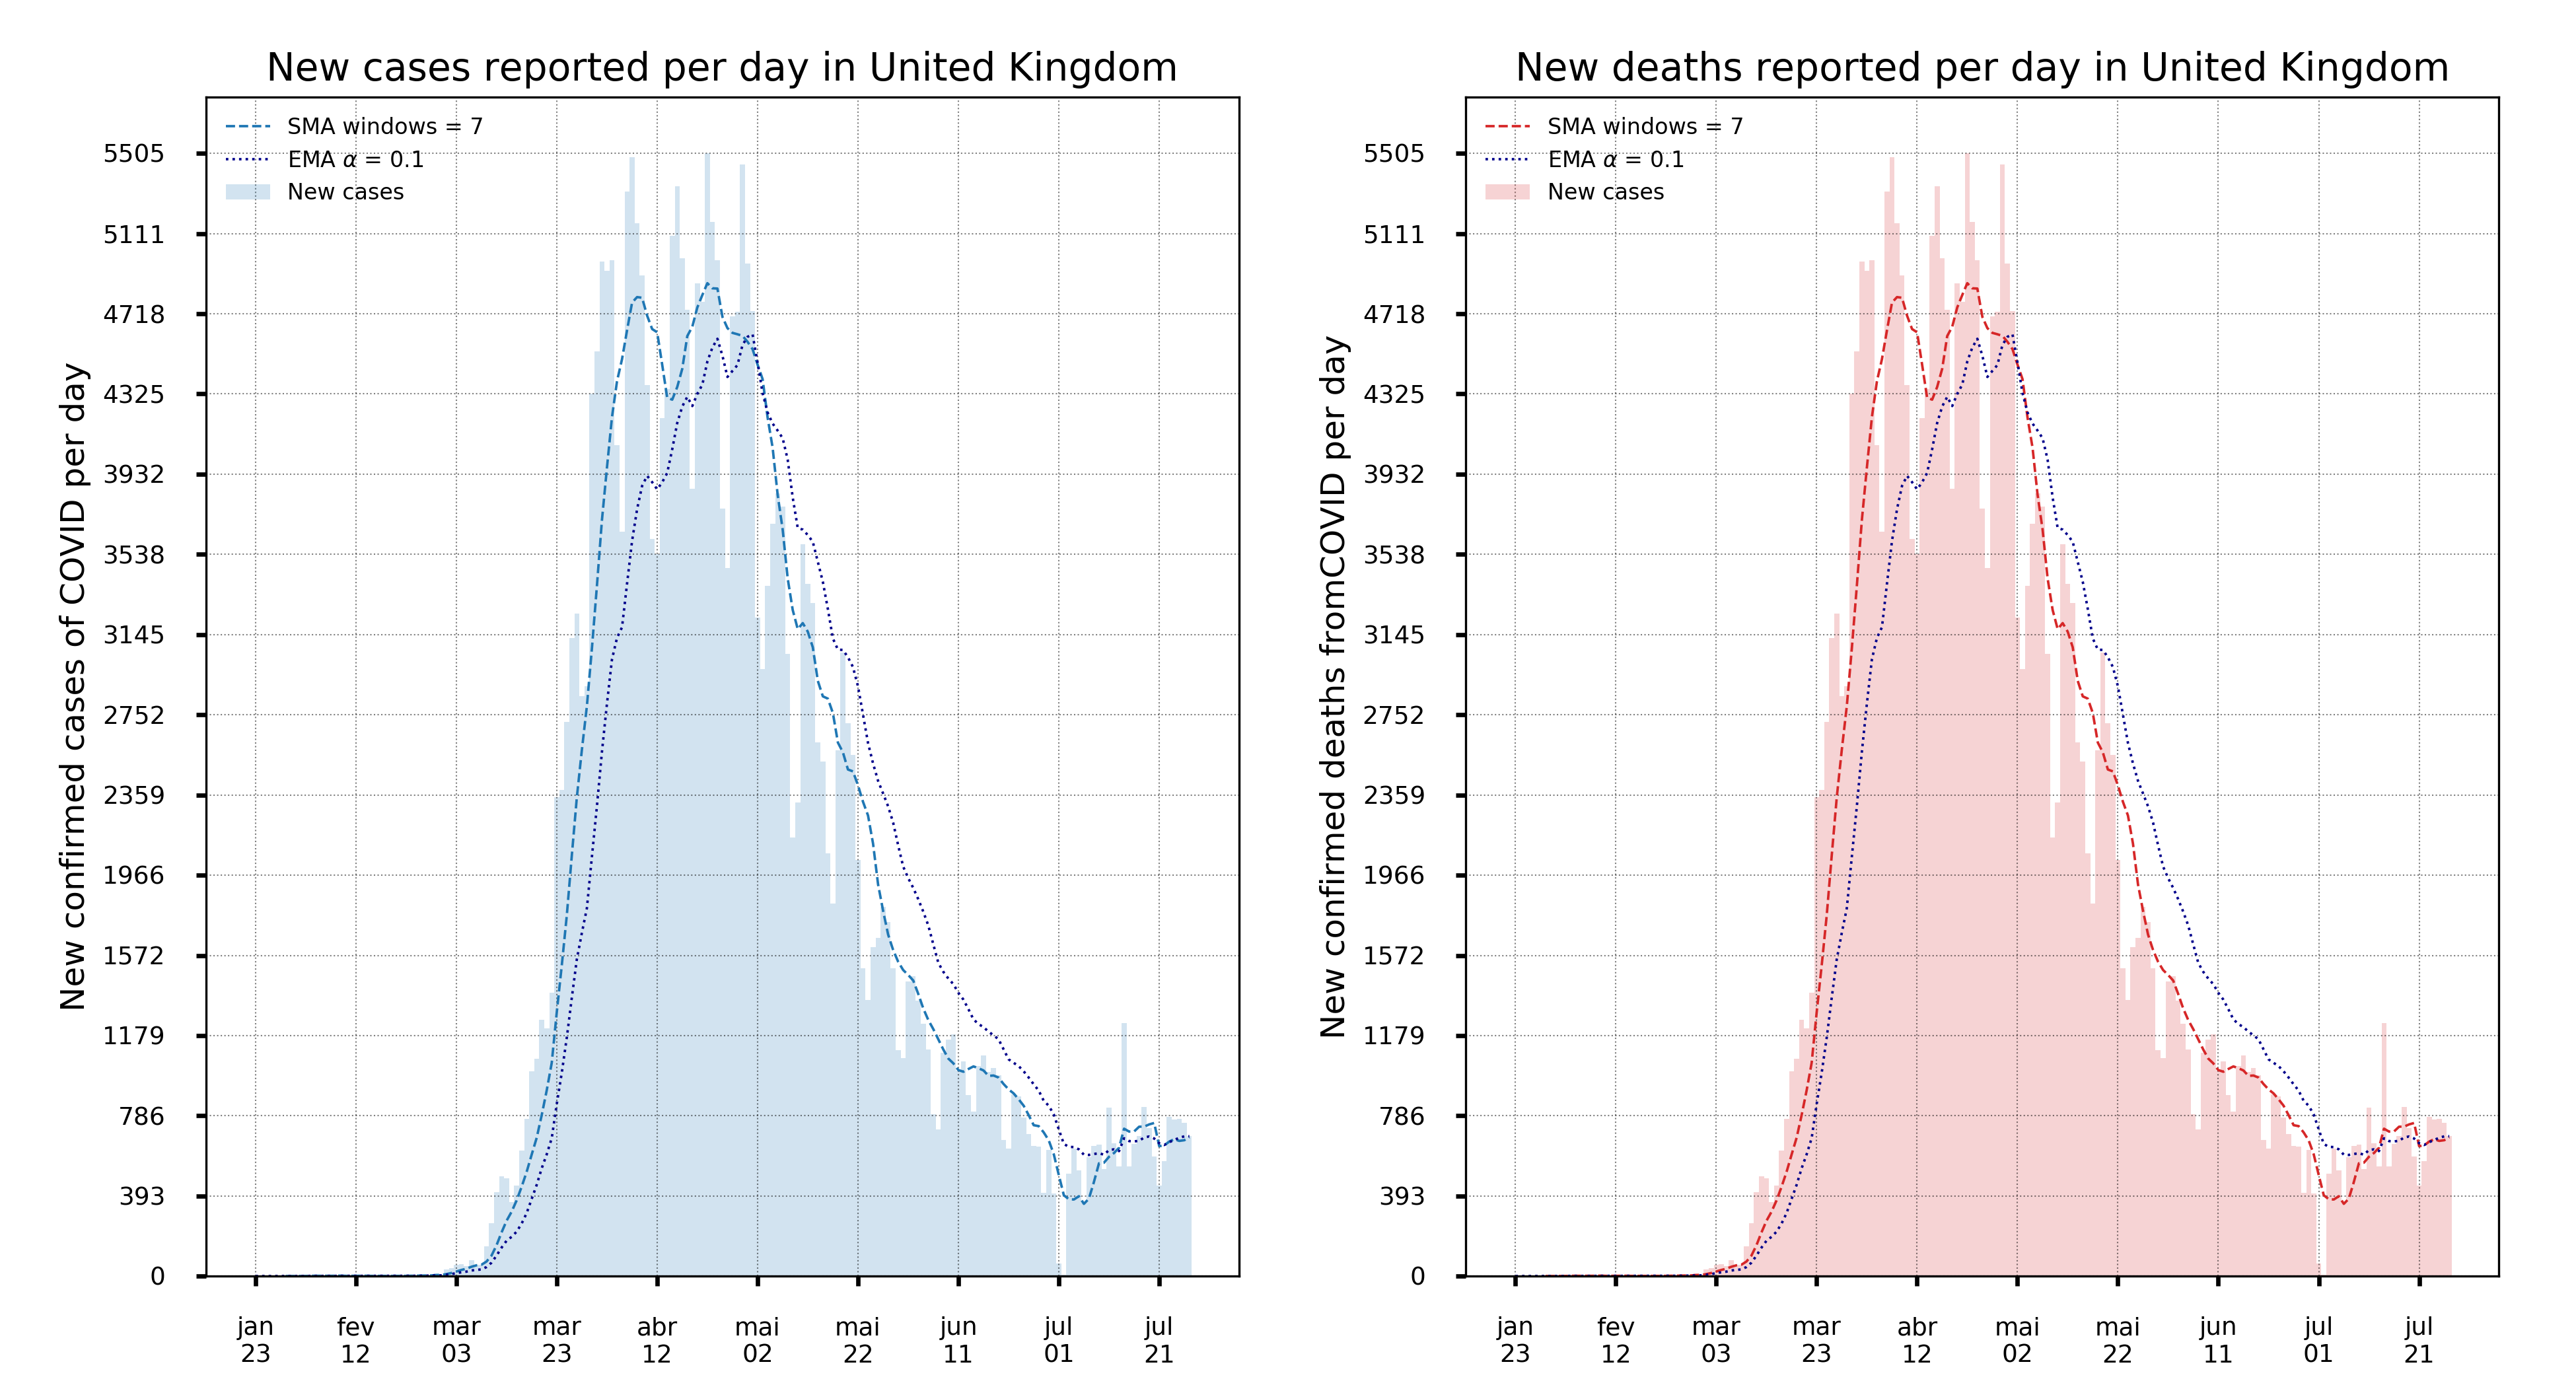 New cases reported per day in United Kingdom
SMA windows = 7
EMA α = 0.1
New cases
New confirmed cases of COVID per day
5505
5111
4718
4325
3932
3538
3145
2752
2359
1966
1572
1179
786
393
0
jan fev mar mar abr mai mai jun jul jul
23 12 03 23 12 02 22 11 01 21
New deaths reported per day in United Kingdom
SMA windows = 7
EMA α = 0.1
New cases
New confirmed deaths fromCOVID per day
5505
5111
4718
4325
3932
3538
3145
2752
2359
1966
1572
1179
786
393
0
jan fev mar mar abr mai mai jun jul jul
23 12 03 23 12 02 22 11 01 21